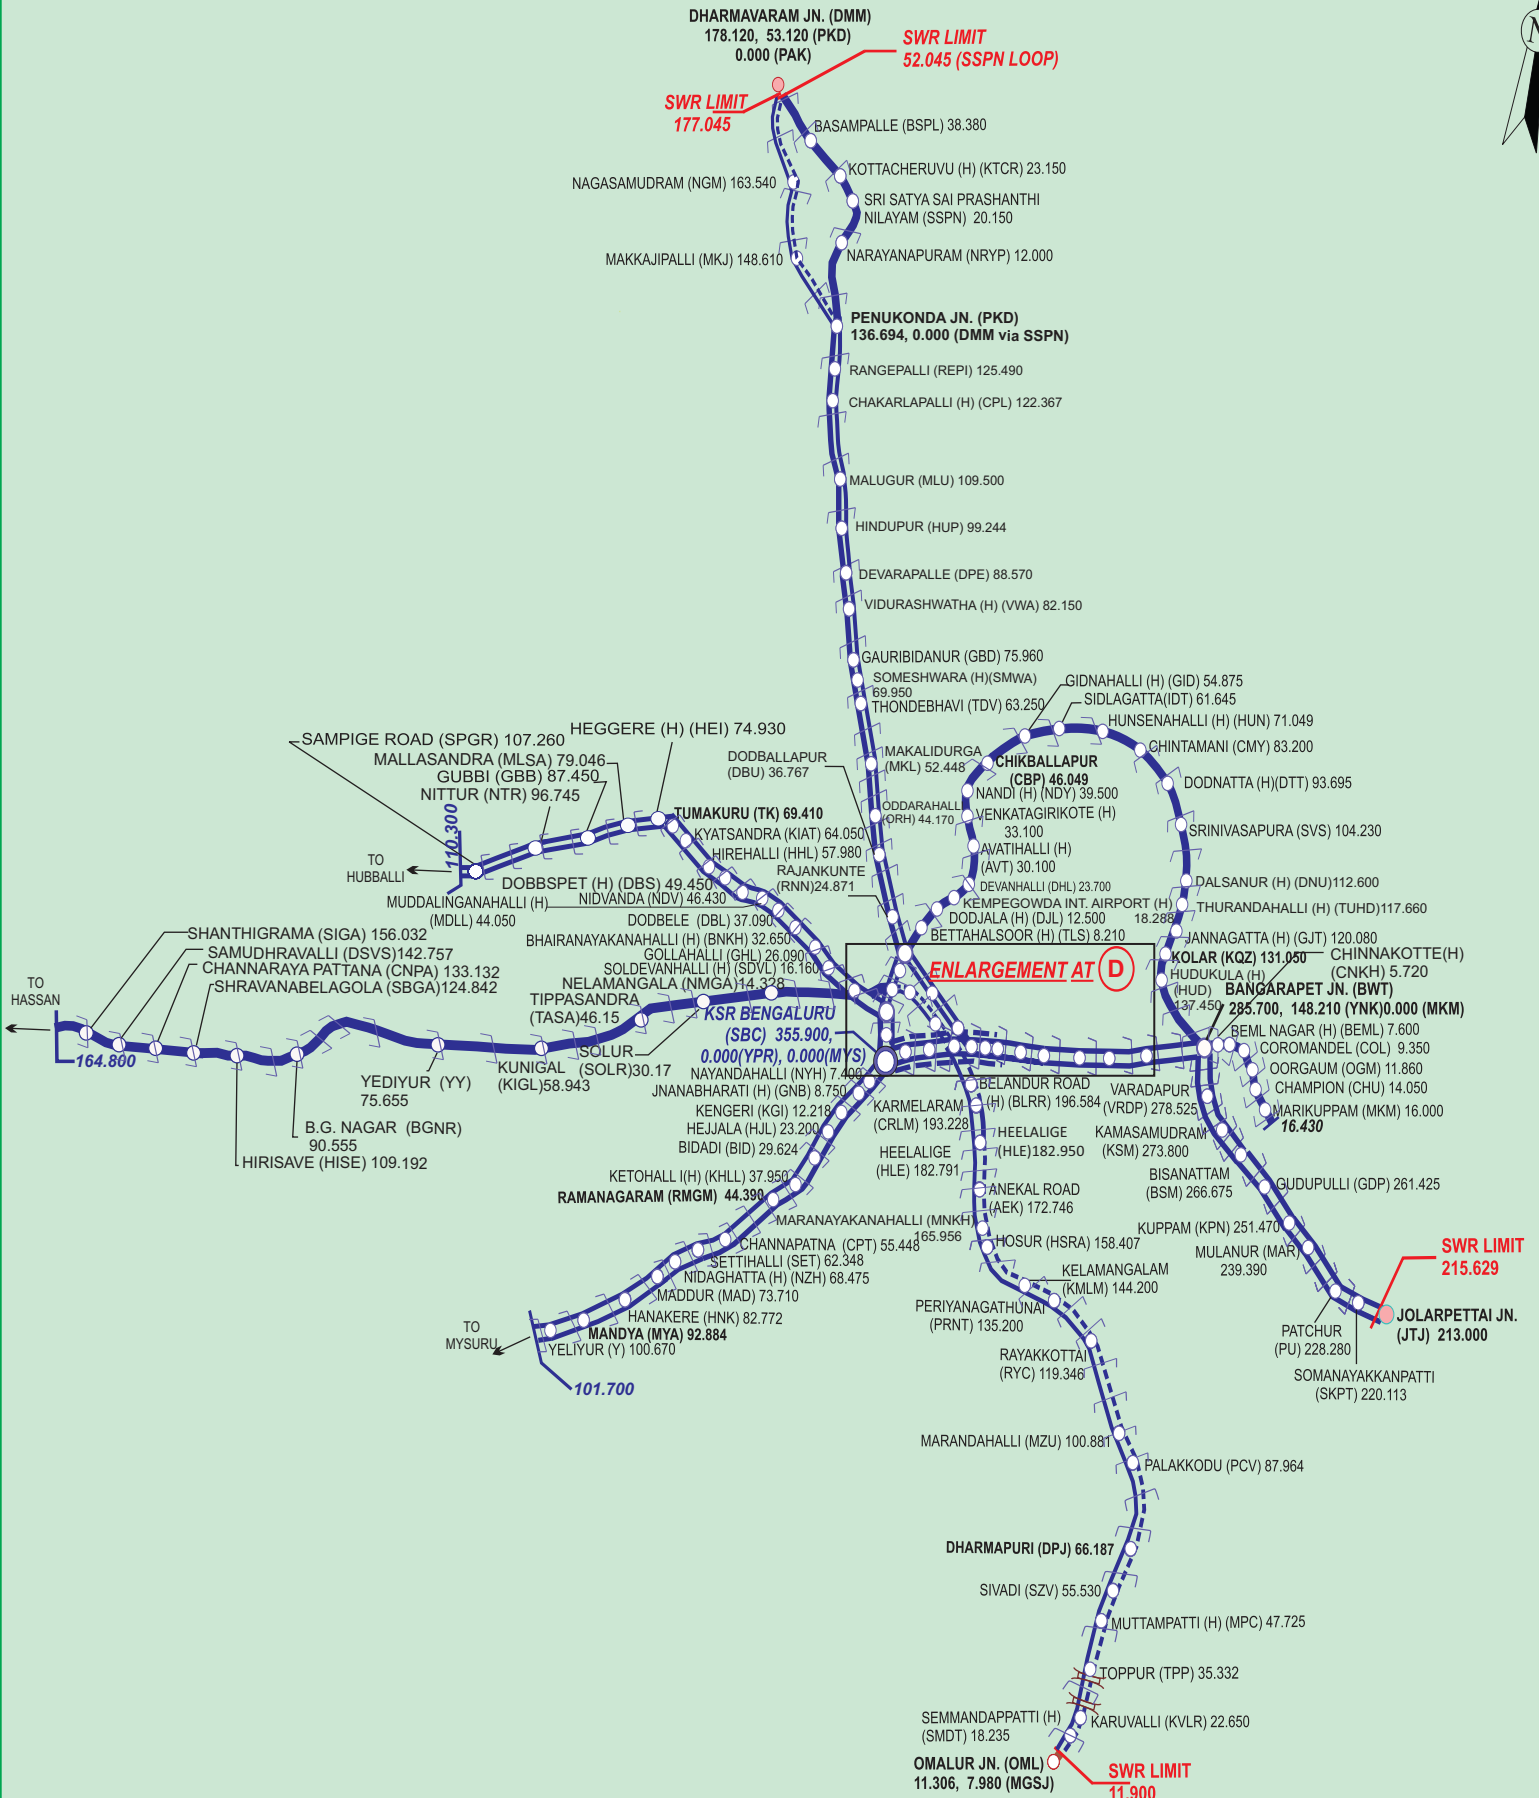 DHARMAVARAM JN. (DMM)
178.120, 53.120 (PKD)
0.000 (PAK)
SWR LIMIT
52.045 (SSPN LOOP)
SWR LIMIT
177.045
N
BASAMPALLE (BSPL) 38.380
KOTTACHERUVU (H) (KTCR) 23.150
NAGASAMUDRAM (NGM) 163.540
SRI SATYA SAI PRASHANTHI
NILAYAM (SSPN) 20.150
MAKKAJIPALLI (MKJ) 148.610
NARAYANAPURAM (NRYP) 12.000
PENUKONDA JN. (PKD)
136.694, 0.000 (DMM via SSPN)
RANGEPALLI (REPI) 125.490
CHAKARLAPALLI (H) (CPL) 122.367
MALUGUR (MLU) 109.500
HINDUPUR (HUP) 99.244
DEVARAPALLE (DPE) 88.570
VIDURASHWATHA (H) (VWA) 82.150
GAURIBIDANUR (GBD) 75.960
SOMESHWARA (H)(SMWA)
69.950
THONDEBHAVI (TDV) 63.250
GIDNAHALLI (H) (GID) 54.875
SIDLAGATTA(IDT) 61.645
HUNSENAHALLI (H) (HUN) 71.049
CHINTAMANI (CMY) 83.200
DODNATTA (H)(DTT) 93.695
SRINIVASAPURA (SVS) 104.230
DALSANUR (H) (DNU)112.600
THURANDAHALLI (H) (TUHD)117.660
JANNAGATTA (H) (GJT) 120.080
KOLAR (KQZ) 131.050
HUDUKULA (H)
(HUD)
137.450
CHINNAKOTTE(H)
(CNKH) 5.720
BANGARAPET JN. (BWT)
285.700, 148.210 (YNK)0.000 (MKM)
BEML NAGAR (H) (BEML) 7.600
COROMANDEL (COL) 9.350
OORGAUM (OGM) 11.860
CHAMPION (CHU) 14.050
MARIKUPPAM (MKM) 16.000
16.430
MAKALIDURGA
(MKL) 52.448
DODBALLAPUR
(DBU) 36.767
ODDARAHALLI
(ORH) 44.170
RAJANKUNTE
(RNN)24.871
CHIKBALLAPUR
(CBP) 46.049
NANDI (H) (NDY) 39.500
VENKATAGIRIKOTE (H)
33.100
AVATIHALLI (H)
(AVT) 30.100
DEVANHALLI (DHL) 23.700
KEMPEGOWDA INT. AIRPORT (H)
18.288
DODJALA (H) (DJL) 12.500
BETTAHALSOOR (H) (TLS) 8.210
ENLARGEMENT AT D
SAMPIGE ROAD (SPGR) 107.260
HEGGERE (H) (HEI) 74.930
MALLASANDRA (MLSA) 79.046
GUBBI (GBB) 87.450
NITTUR (NTR) 96.745
110.300
TO
HUBBALLI
TUMAKURU (TK) 69.410
KYATSANDRA (KIAT) 64.050
HIREHALLI (HHL) 57.980
DOBBSPET (H) (DBS) 49.450
NIDVANDA (NDV) 46.430
MUDDALINGANAHALLI (H)
(MDLL) 44.050
DODBELE (DBL) 37.090
BHAIRANAYAKANAHALLI (H) (BNKH) 32.650
GOLLAHALLI (GHL) 26.090
SOLDEVANHALLI (H) (SDVL) 16.160
NELAMANGALA (NMGA)14.328
TIPPASANDRA
(TASA)46.15
SHANTHIGRAMA (SIGA) 156.032
SAMUDHRAVALLI (DSVS)142.757
CHANNARAYA PATTANA (CNPA) 133.132
SHRAVANABELAGOLA (SBGA)124.842
TO
HASSAN
164.800
SOLUR
(SOLR)30.17
KUNIGAL
(KIGL)58.943
YEDIYUR (YY)
75.655
B.G. NAGAR (BGNR)
90.555
HIRISAVE (HISE) 109.192
KSR BENGALURU
(SBC) 355.900,
0.000(YPR), 0.000(MYS)
NAYANDAHALLI (NYH) 7.400
JNANABHARATI (H) (GNB) 8.750
KENGERI (KGI) 12.218
HEJJALA (HJL) 23.200
BIDADI (BID) 29.624
KETOHALL I(H) (KHLL) 37.950
RAMANAGARAM (RMGM) 44.390
CHANNAPATNA (CPT) 55.448
SETTIHALLI (SET) 62.348
NIDAGHATTA (H) (NZH) 68.475
MADDUR (MAD) 73.710
HANAKERE (HNK) 82.772
MANDYA (MYA) 92.884
YELIYUR (Y) 100.670
TO
MYSURU
101.700
BELANDUR ROAD
(H) (BLRR) 196.584
KARMELARAM
(CRLM) 193.228
HEELALIGE
(HLE)182.950
HEELALIGE
(HLE) 182.791
ANEKAL ROAD
(AEK) 172.746
MARANAYAKANAHALLI (MNKH)
165.956
HOSUR (HSRA) 158.407
KELAMANGALAM
(KMLM) 144.200
PERIYANAGATHUNAI
(PRNT) 135.200
RAYAKKOTTAI
(RYC) 119.346
MARANDAHALLI (MZU) 100.881
PALAKKODU (PCV) 87.964
DHARMAPURI (DPJ) 66.187
SIVADI (SZV) 55.530
MUTTAMPATTI (H) (MPC) 47.725
TOPPUR (TPP) 35.332
SEMMANDAPPATTI (H)
(SMDT) 18.235
KARUVALLI (KVLR) 22.650
OMALUR JN. (OML)
11.306, 7.980 (MGSJ)
SWR LIMIT
11.900
VARADAPUR
(VRDP) 278.525
KAMASAMUDRAM
(KSM) 273.800
BISANATTAM
(BSM) 266.675
GUDUPULLI (GDP) 261.425
KUPPAM (KPN) 251.470
MULANUR (MAR)
239.390
SWR LIMIT
215.629
JOLARPETTAI JN.
(JTJ) 213.000
PATCHUR
(PU) 228.280
SOMANAYAKKANPATTI
(SKPT) 220.113